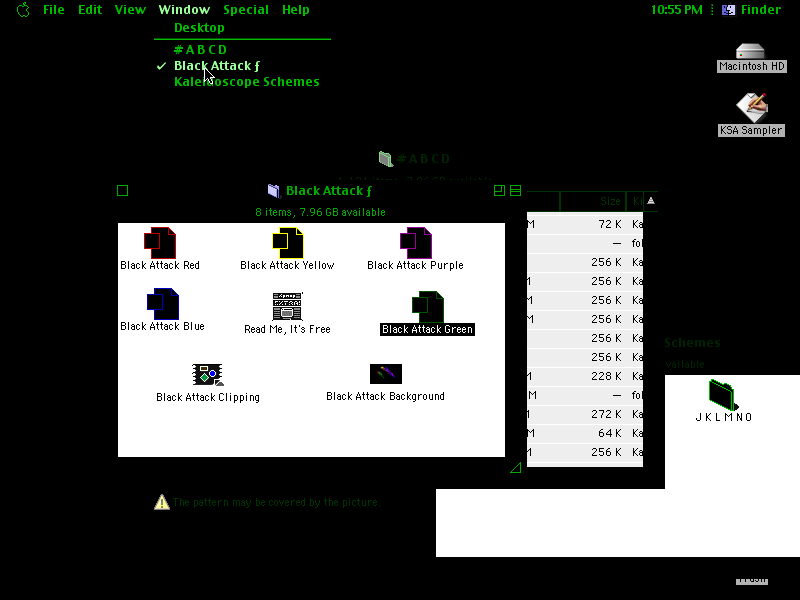 File Edit View Window Special Help 10:55 PM Finder
Desktop
# A B C D
✓ Black Attack ƒ
Kaleidoscope Schemes
Macintosh HD
KSA Sampler
# A B C D
Black Attack ƒ
8 items, 7.96 GB available
Size
M 72 K Ka
— fol
256 K Ka
256 K Ka
M 256 K Ka
M 256 K Ka
256 K Ka
256 K Ka
228 K Ka
M — fol
272 K Ka
M 64 K Ka
256 K Ka
Black Attack Red
Black Attack Yellow
Black Attack Purple
Black Attack Blue
Read Me, It's Free
Black Attack Green
Black Attack Clipping
Black Attack Background
Schemes
vailable
J K L M N O
The pattern may be covered by the picture.